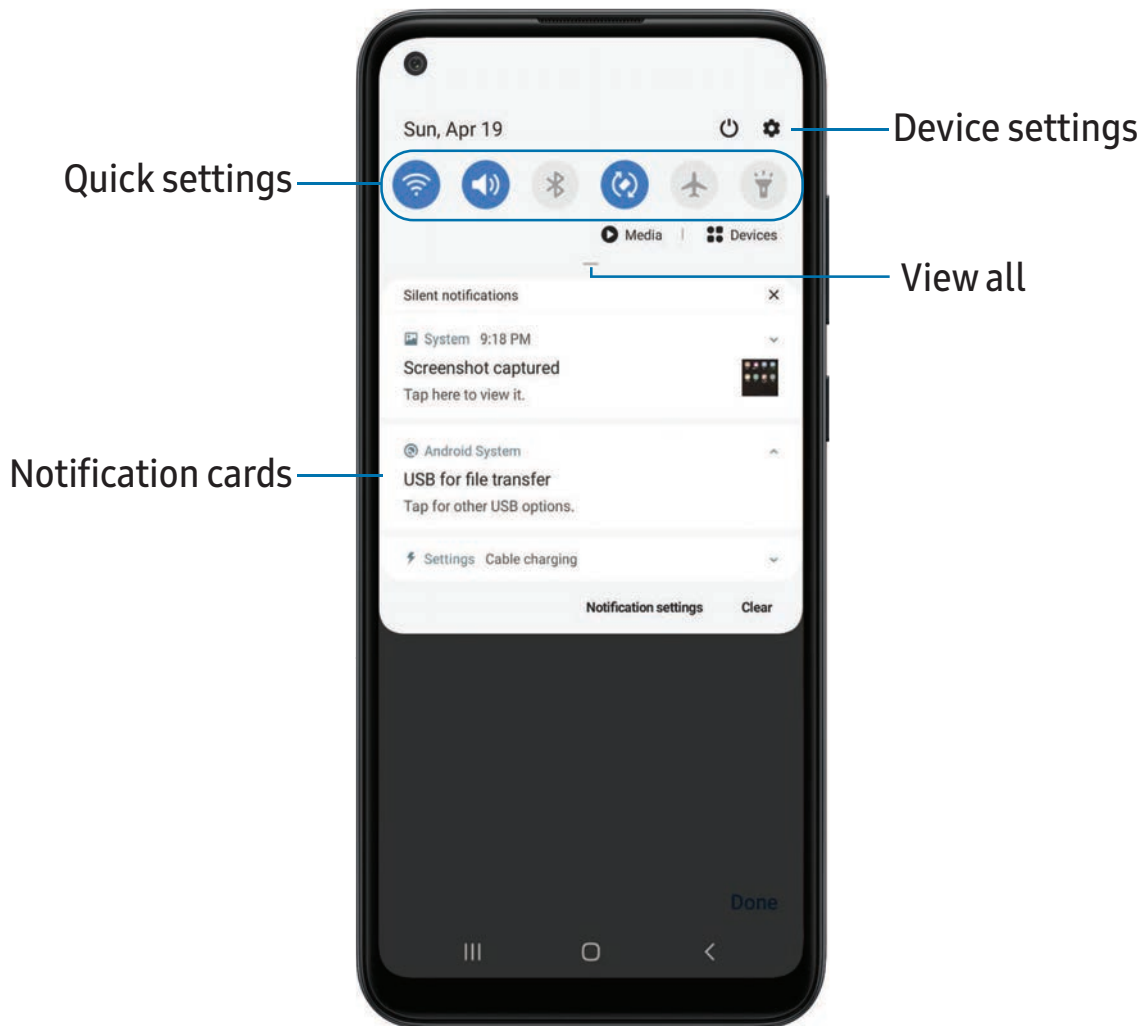 Sun, Apr 19
Device settings
Quick settings
Media | Devices
View all
Silent notifications
System 9:18 PM
Screenshot captured
Tap here to view it.
Notification cards
Android System
USB for file transfer
Tap for other USB options.
Settings Cable charging
Notification settings Clear
Done